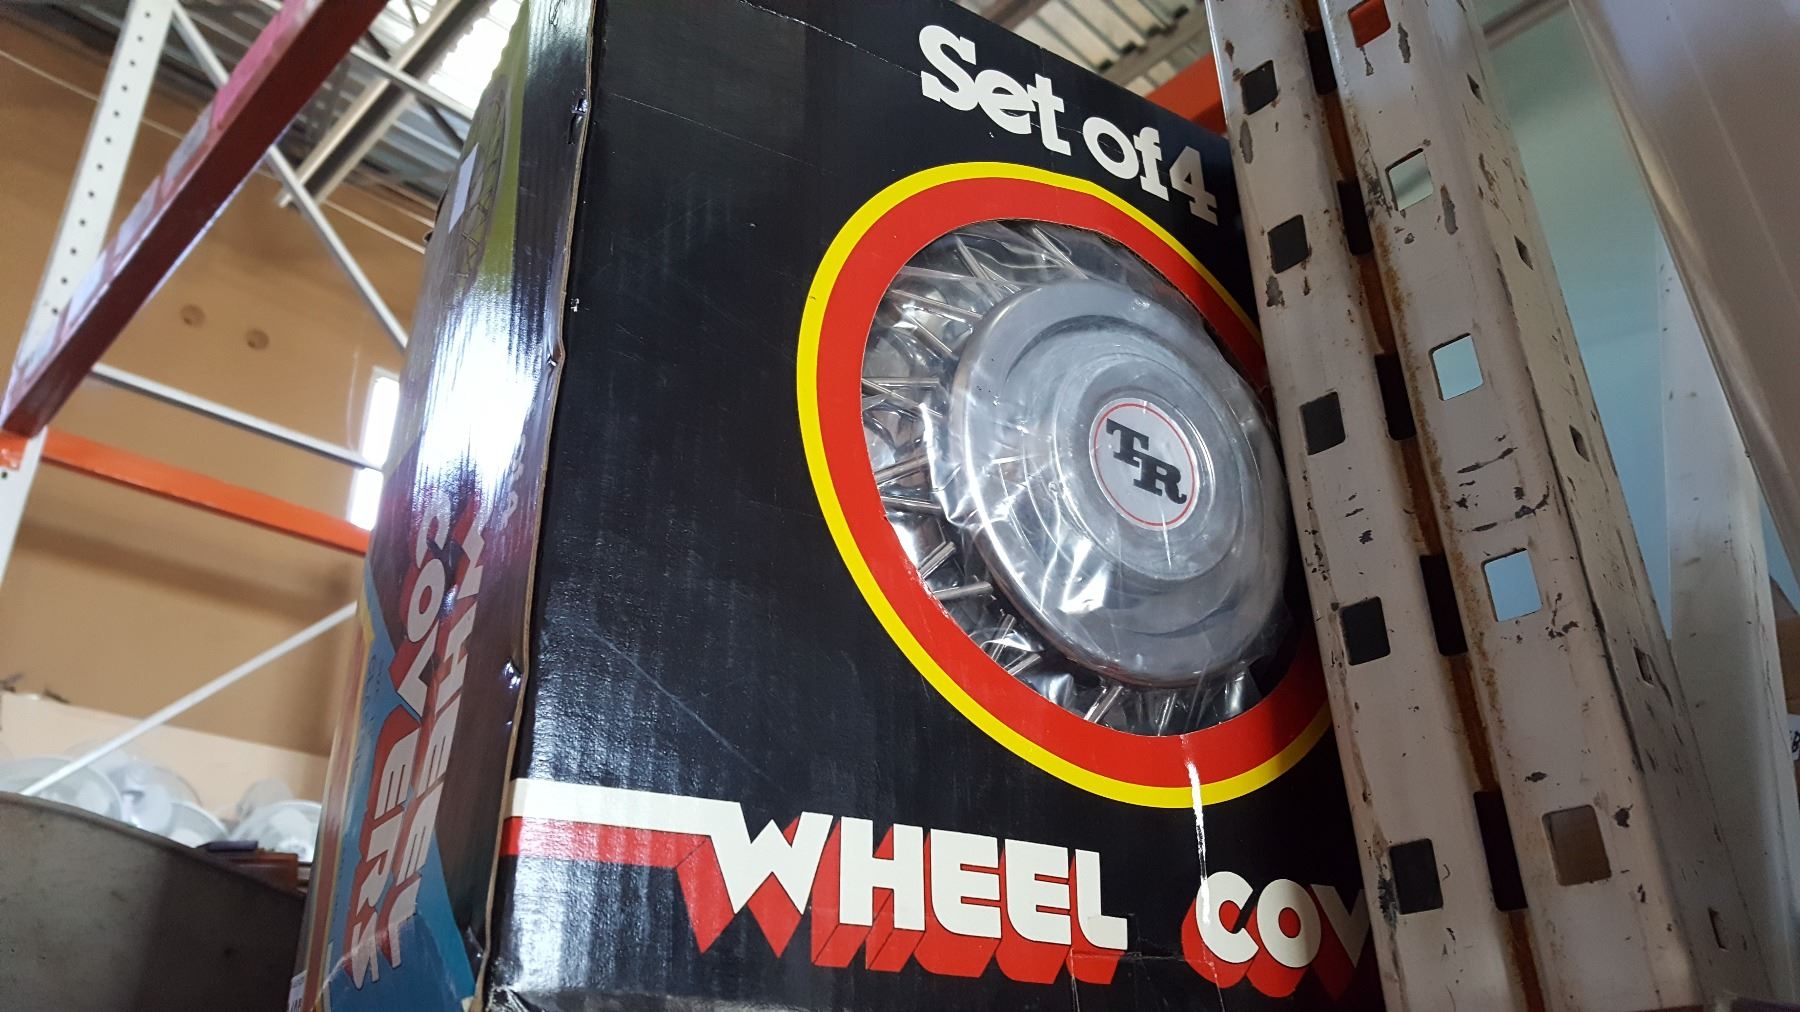 Set of 4
TR
WHEEL COV
WHEEL
COVERS